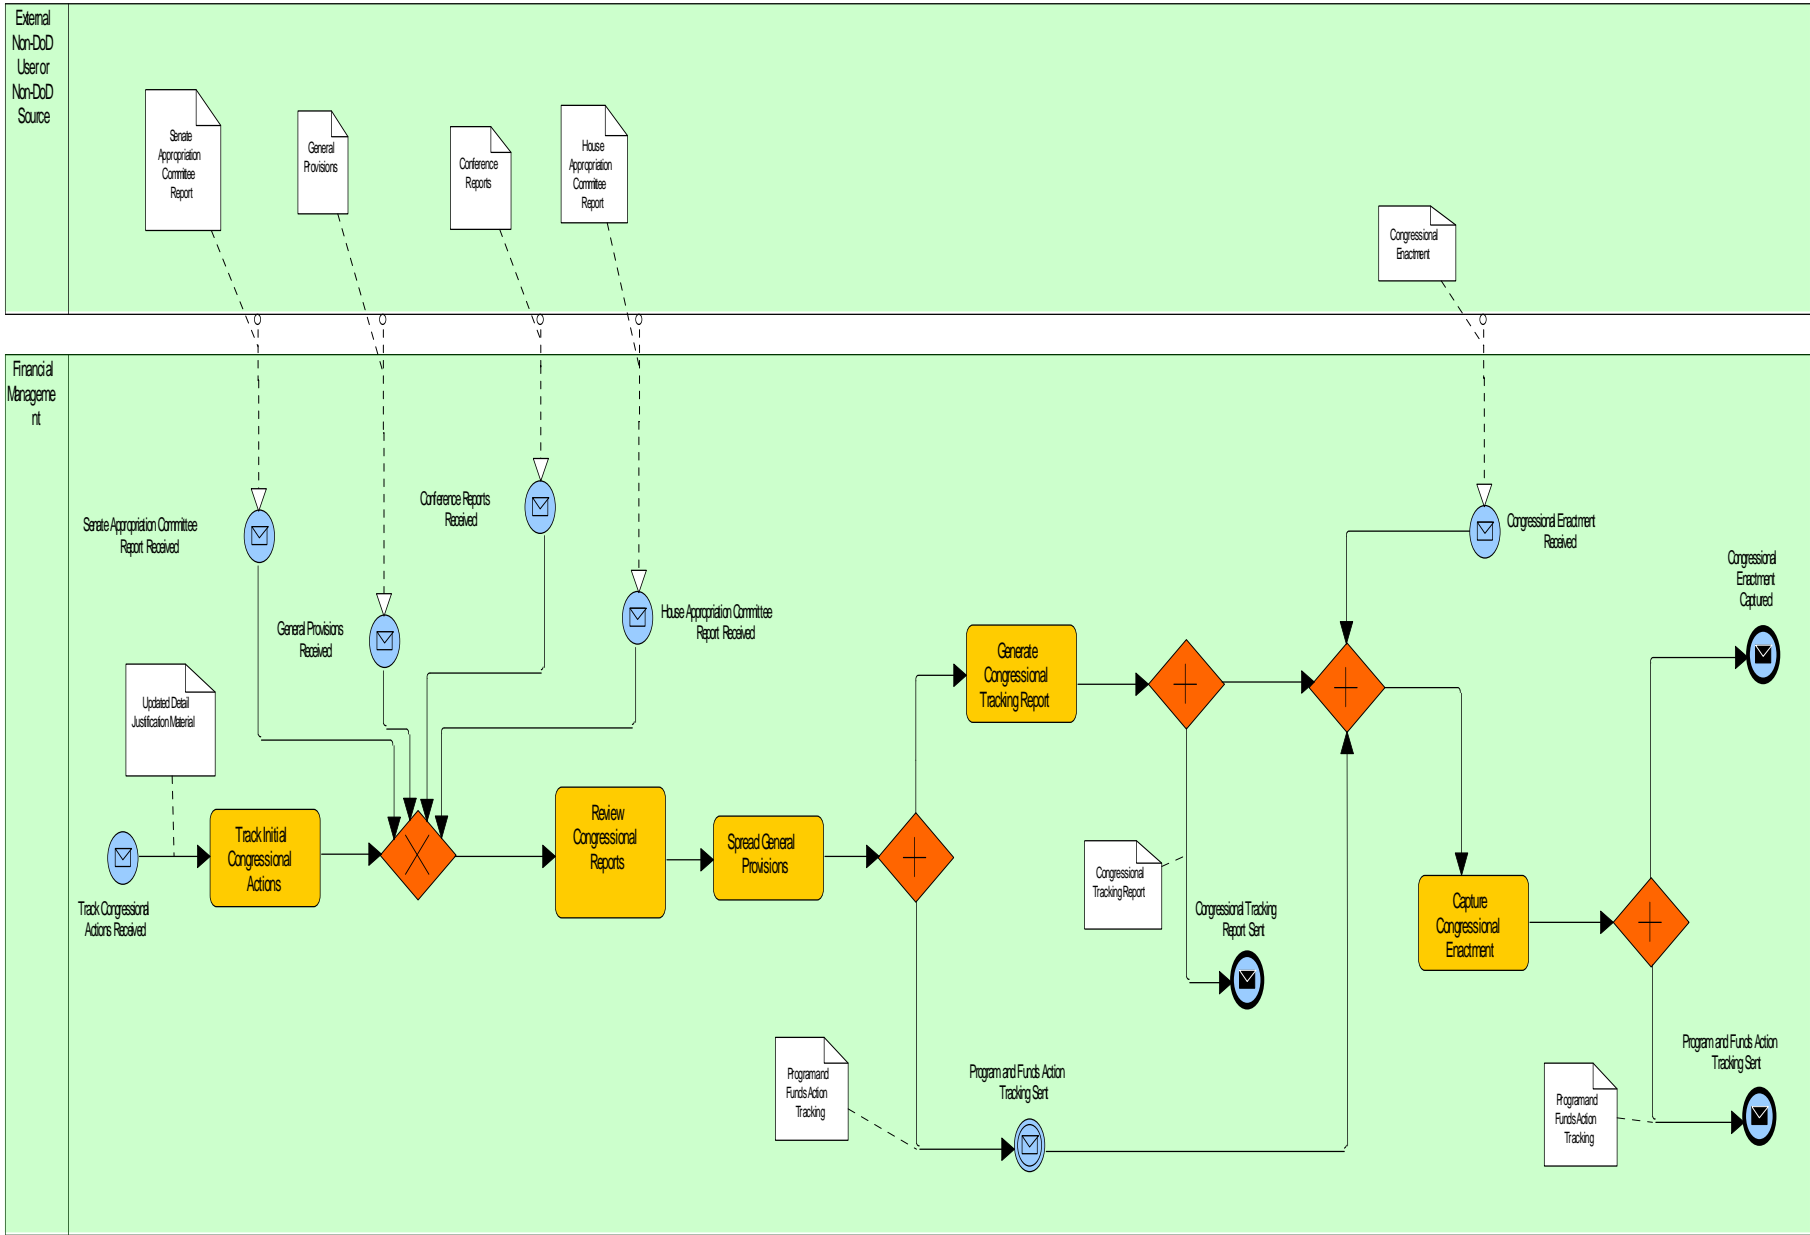 External
Non-DoD
User or
Non-DoD
Source
Senate
Appropriation
Committee
Report
General
Provisions
Conference
Reports
House
Appropriation
Committee
Report
Congressional
Enactment
Financial
Manageme
nt
Senate Appropriation Committee
Report Received
General Provisions
Received
Conference Reports
Received
House Appropriation Committee
Report Received
Congressional Enactment
Received
Congressional
Enactment
Captured
Updated Detail
Justification Material
Track Congressional
Actions Received
Track Initial
Congressional
Actions
Review
Congressional
Reports
Spread General
Provisions
Generate
Congressional
Tracking Report
Congressional
Tracking Report
Congressional Tracking
Report Sent
Capture
Congressional
Enactment
Program and
Funds Action
Tracking
Program and Funds Action
Tracking Sent
Program and
Funds Action
Tracking
Program and Funds Action
Tracking Sent